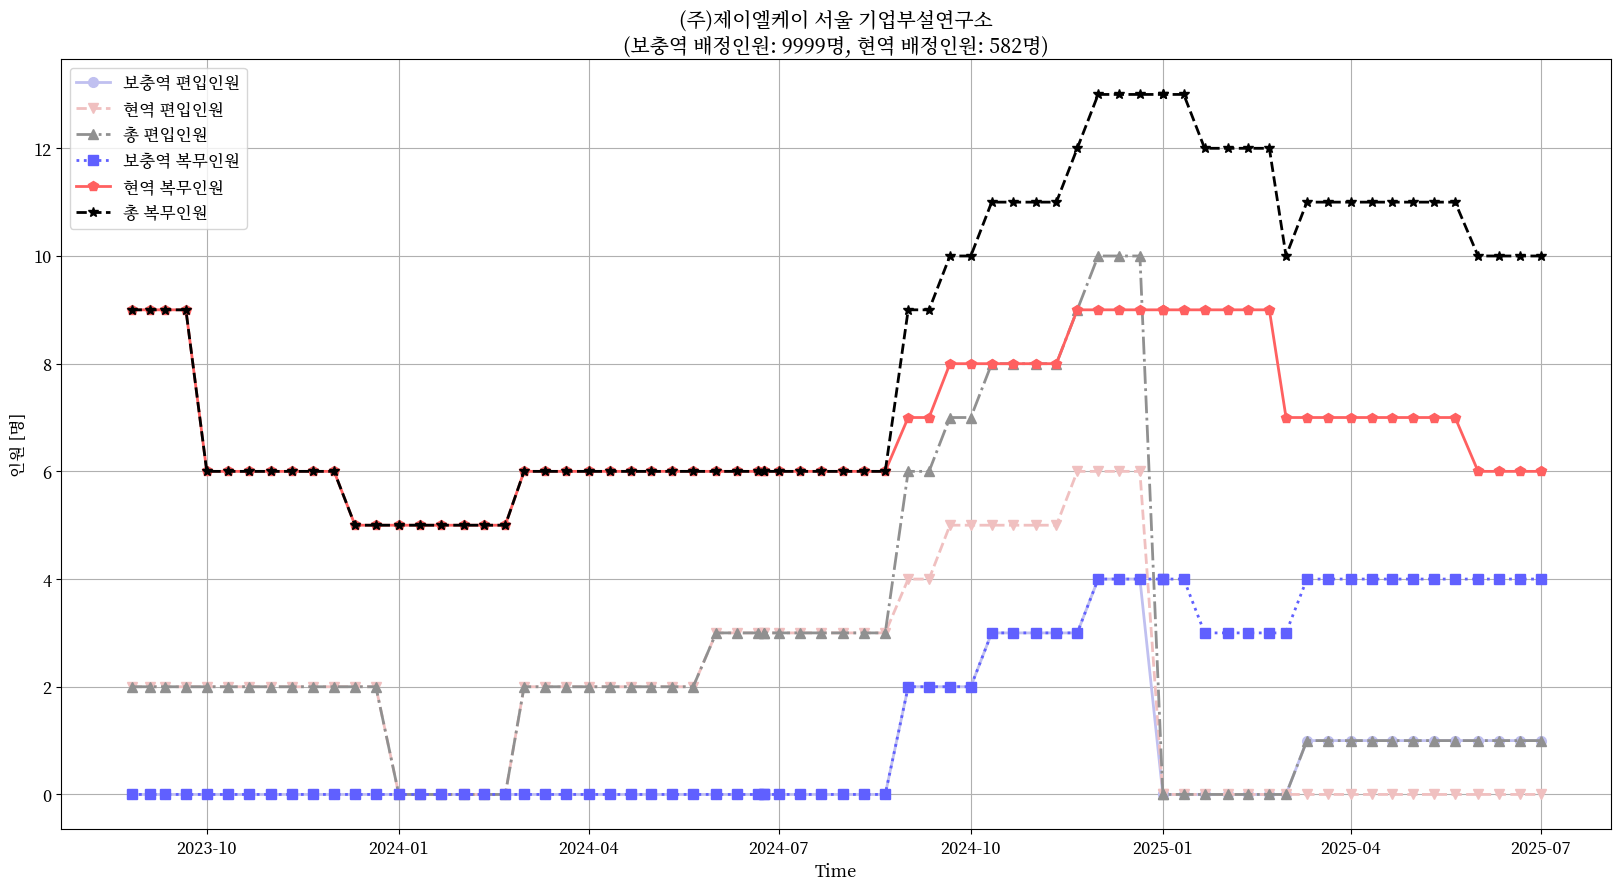 (주)제이엘케이 서울 기업부설연구소
(보충역 배정인원: 9999명, 현역 배정인원: 582명)
보충역 편입인원
현역 편입인원
총 편입인원
보충역 복무인원
현역 복무인원
총 복무인원
인원 [명]
12
10
8
6
4
2
0
2023-10
2024-01
2024-04
2024-07
2024-10
2025-01
2025-04
2025-07
Time